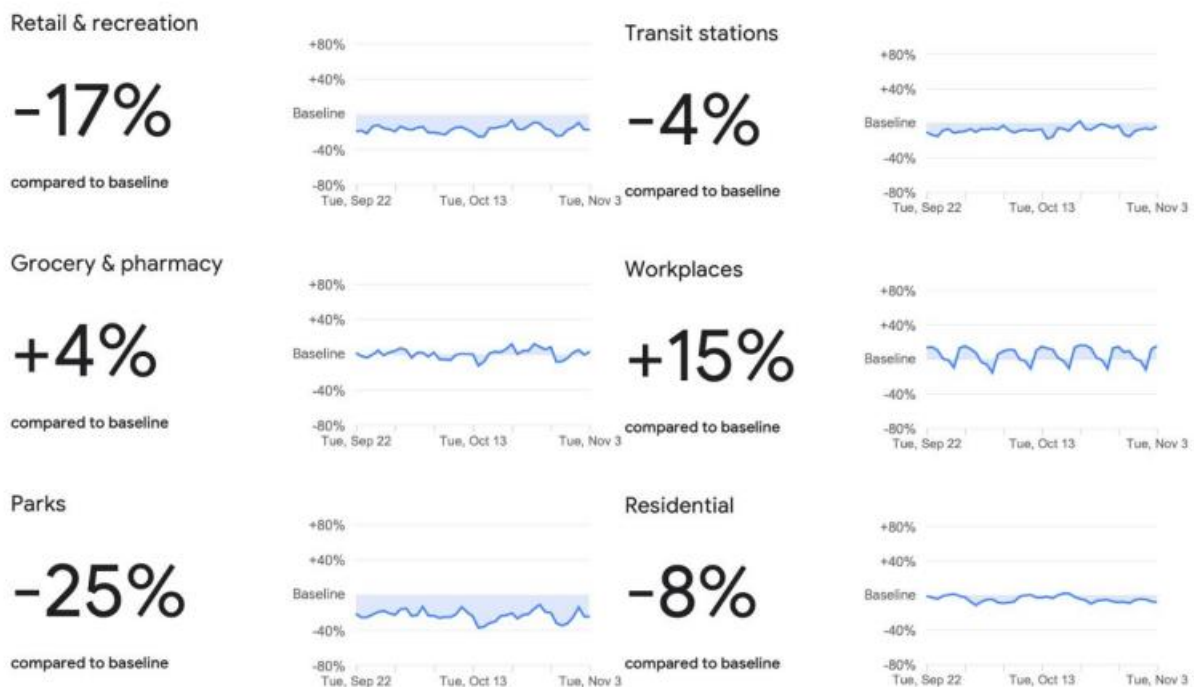 Retail & recreation
-17%
compared to baseline
+80%
+40%
Baseline
-40%
-80%
Tue, Sep 22 Tue, Oct 13 Tue, Nov 3
Transit stations
-4%
compared to baseline
+80%
+40%
Baseline
-40%
-80%
Tue, Sep 22 Tue, Oct 13 Tue, Nov 3
Grocery & pharmacy
+4%
compared to baseline
+80%
+40%
Baseline
-40%
-80%
Tue, Sep 22 Tue, Oct 13 Tue, Nov 3
Workplaces
+15%
compared to baseline
+80%
+40%
Baseline
-40%
-80%
Tue, Sep 22 Tue, Oct 13 Tue, Nov 3
Parks
-25%
compared to baseline
+80%
+40%
Baseline
-40%
-80%
Tue, Sep 22 Tue, Oct 13 Tue, Nov 3
Residential
-8%
compared to baseline
+80%
+40%
Baseline
-40%
-80%
Tue, Sep 22 Tue, Oct 13 Tue, Nov 3